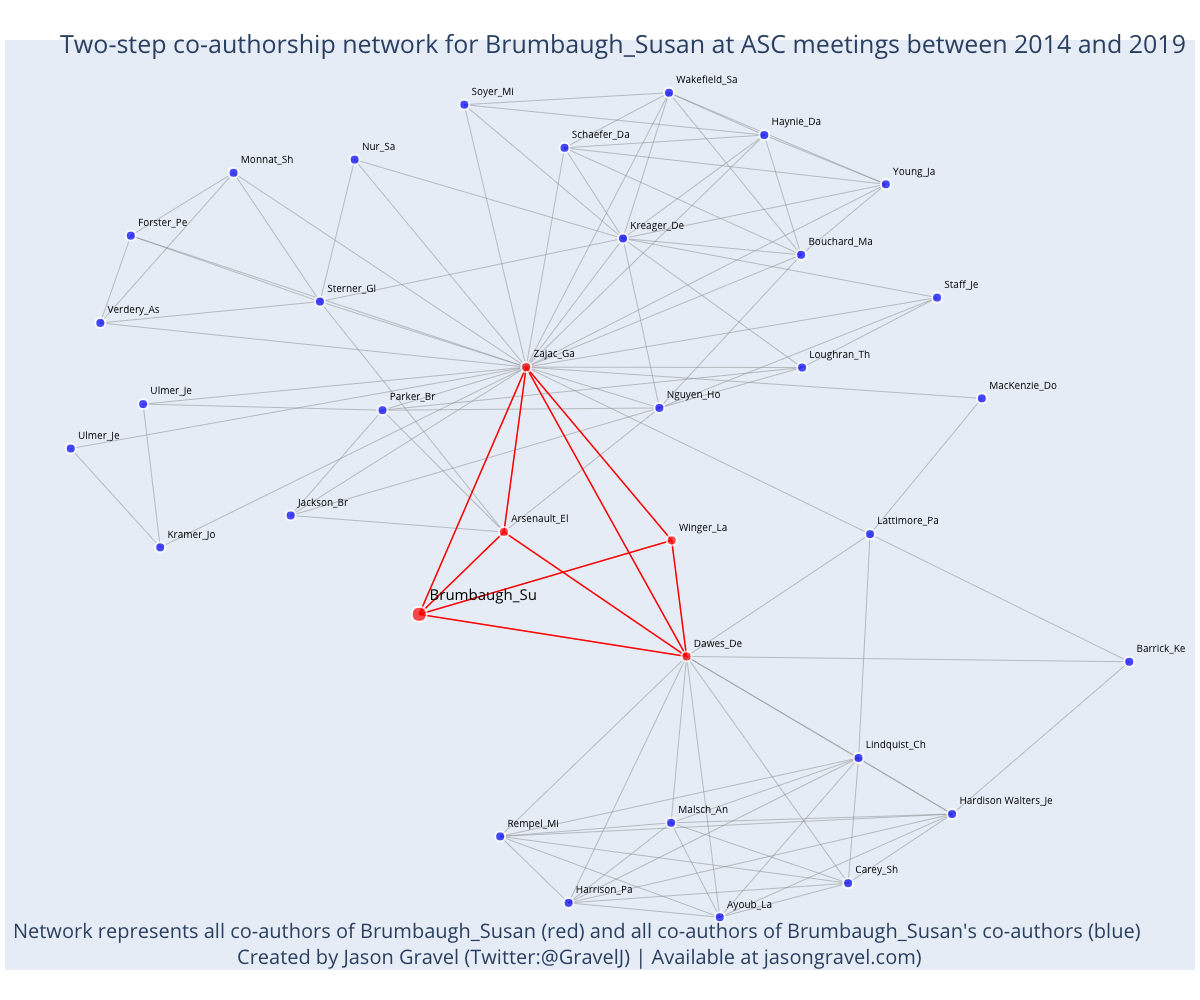 Two-step co-authorship network for Brumbaugh_Susan at ASC meetings between 2014 and 2019
Wakefield_Sa
Soyer_Mi
Haynie_Da
Schaefer_Da
Nur_Sa
Monnat_Sh
Young_Ja
Forster_Pe
Kreager_De
Bouchard_Ma
Staff_Je
Sterner_Gl
Verdery_As
Zajac_Ga
Loughran_Th
MacKenzie_Do
Ulmer_Je
Parker_Br
Nguyen_Ho
Ulmer_Je
Jackson_Br
Arsenault_El
Winger_La
Lattimore_Pa
Kramer_Jo
Brumbaugh_Su
Dawes_De
Barrick_Ke
Lindquist_Ch
Hardison Walters_Je
Malsch_An
Rempel_Mi
Carey_Sh
Harrison_Pa
Ayoub_La
Network represents all co-authors of Brumbaugh_Susan (red) and all co-authors of Brumbaugh_Susan's co-authors (blue)
Created by Jason Gravel (Twitter:@GravelJ) | Available at jasongravel.com)